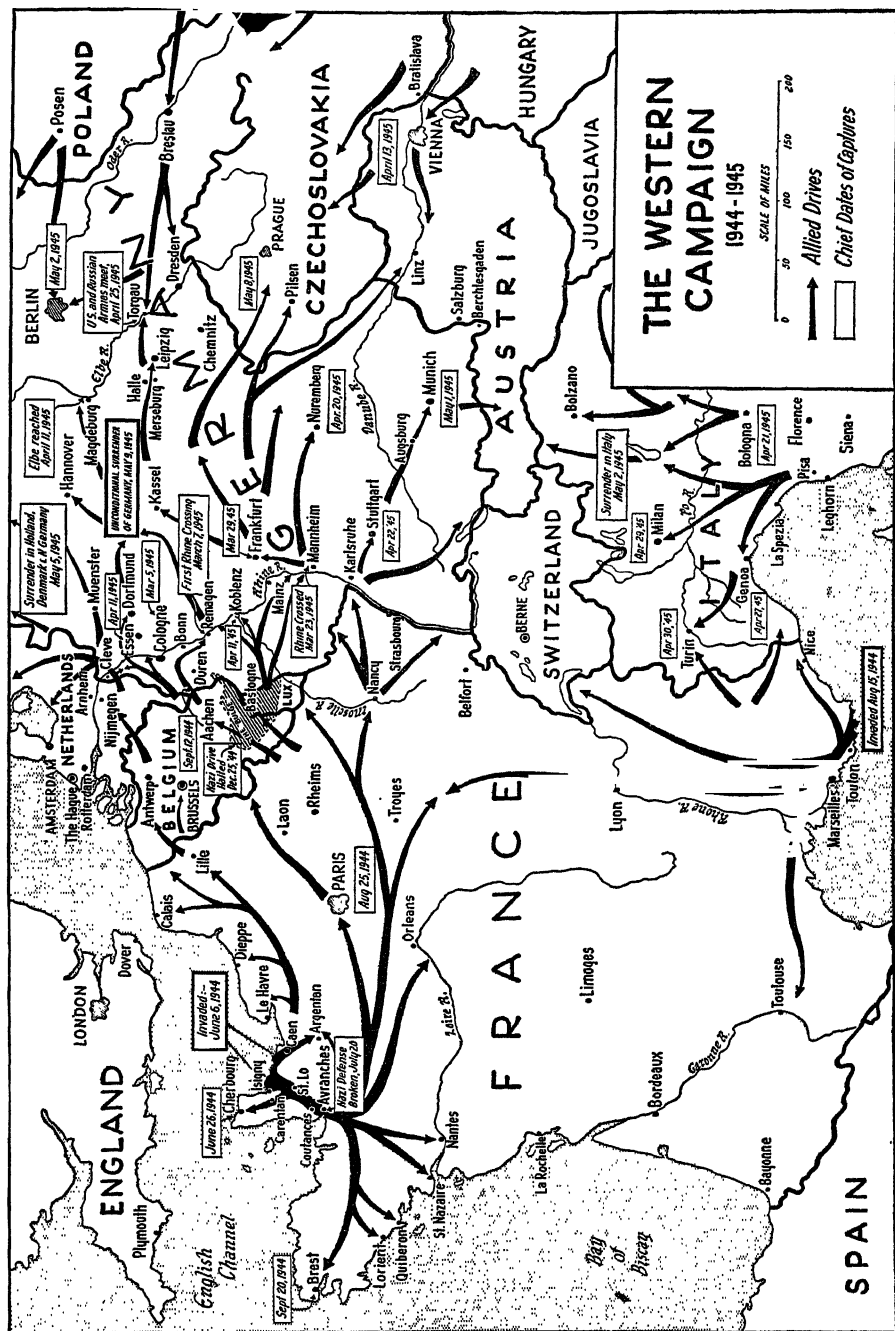 THE WESTERN
CAMPAIGN
1944-1945
SCALE OF MILES
0 50 100 150 200
Allied Drives
Chief Dates of Captures
ENGLAND
LONDON
Dover
Plymouth
English
Channel
Sept 20, 1944
Brest
Lorient
Quiberon
St. Nazaire
Nantes
La Rochelle
Bay
of
Biscay
Bordeaux
Bayonne
SPAIN
Garonne R.
Toulouse
Limoges
FRANCE
Loire R.
Orleans
June 26, 1944
Cherbourg
Invaded:-
June 6, 1944
Isigny
Carentan
St. Lo
Coutances
Avranches
Nazi Defense
Broken, July 20
Caen
Argentan
Le Havre
Dieppe
Calais
Lille
PARIS
Aug 25, 1944
Laon
Rheims
Troyes
Lyon
Rhone R.
Marseilles
Toulon
Invaded Aug 15, 1944
Nice
AMSTERDAM
The Hague
Rotterdam
NETHERLANDS
Arnhem
Nijmegen
Cleve
Antwerp
BELGIUM
BRUSSELS
Sept. 12, 1944
Aachen
Duren
Nazi Drive
Halted
Dec. 25, '44
Bastogne
LUX.
Moselle R.
Nancy
Strasbourg
Belfort
Surrender in Holland,
Denmark & N Germany
May 5, 1945
Muenster
Apr 11, 1945
Essen
Dortmund
Mar 5, 1945
Cologne
Bonn
First Rhine Crossing
March 7, 1945
Remagen
Apr 11, '45
Koblenz
Rhine R.
Mainz
Rhine Crossed
Mar 23, 1945
Mar 29, 45
Frankfurt
Mannheim
Karlsruhe
Stuttgart
Apr 22, '45
GERMANY
Hannover
Elbe reached
April 11, 1945
Magdeburg
UNCONDITIONAL SURRENDER
OF GERMANY, MAY 9, 1945
Kassel
Halle
Merseburg
Leipzig
Chemnitz
Elbe R.
BERLIN
May 2, 1945
U S. and Russian
Armies meet,
April 25, 1945
Torgau
Dresden
Posen
POLAND
Oder R.
Breslau
May 8, 1945
PRAGUE
Pilsen
CZECHOSLOVAKIA
Nuremberg
Apr. 20, 1945
Danube R.
Augsburg
Munich
May 1, 1945
April 13, 1945
VIENNA
Bratislava
Linz
Salzburg
Berchtesgaden
AUSTRIA
HUNGARY
JUGOSLAVIA
BERNE
SWITZERLAND
Bolzano
Surrender in Italy
May 2, 1945
Milan
Apr 29, '45
Po R.
ITALY
Turin
Apr 30, '45
Genoa
Apr 27, '45
La Spezia
Bologna
Apr 21, 1945
Pisa
Florence
Leghorn
Siena